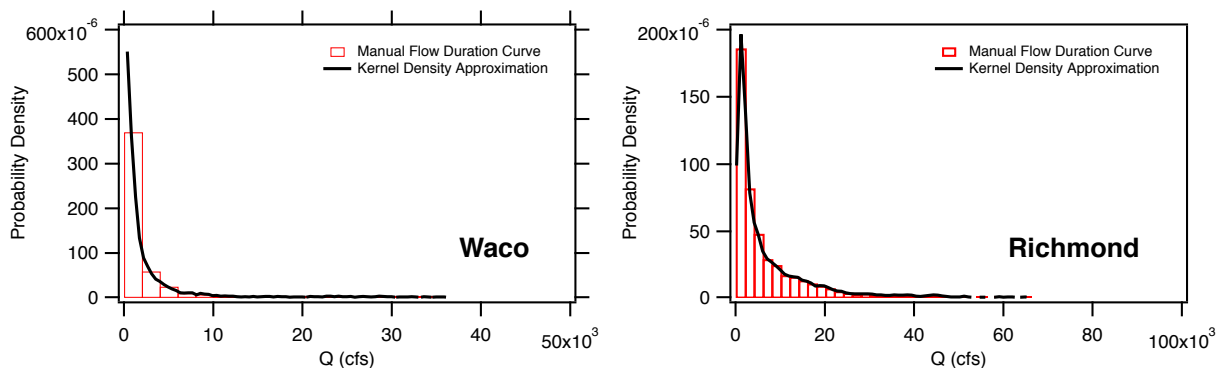 600x10-6
500
400
300
200
100
0
Probability Density
Manual Flow Duration Curve
Kernel Density Approximation
Waco
0
10
20
30
40
50x103
Q (cfs)
200x10-6
150
100
50
0
Probability Density
Manual Flow Duration Curve
Kernel Density Approximation
Richmond
0
20
40
60
80
100x103
Q (cfs)